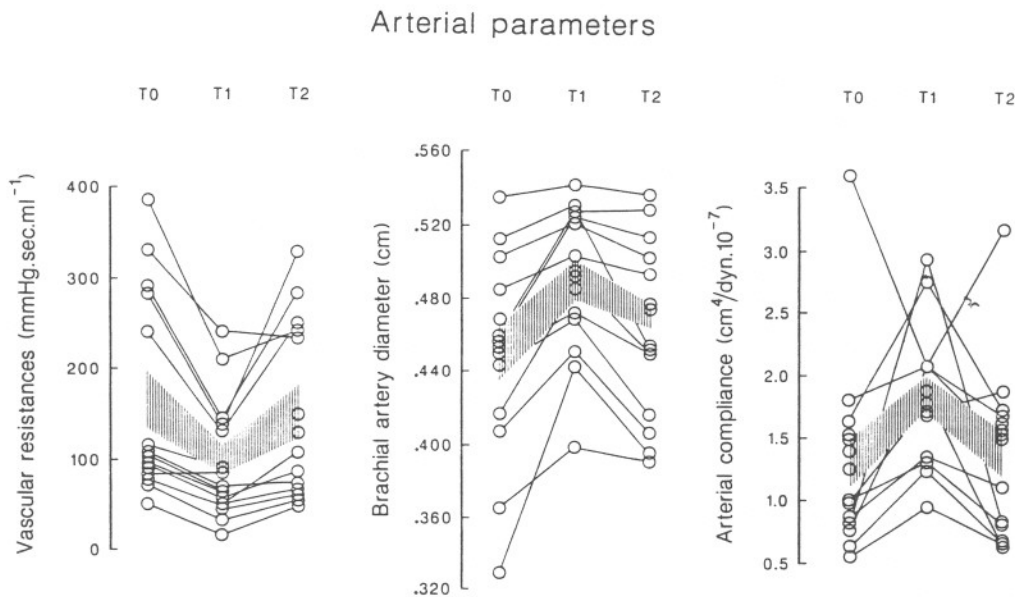 Arterial parameters
T0 T1 T2
Vascular resistances (mmHg.sec.ml⁻¹)
400
300
200
100
0
T0 T1 T2
Brachial artery diameter (cm)
.560
.520
.480
.440
.400
.360
.320
T0 T1 T2
Arterial compliance (cm⁴/dyn.10⁻⁷)
3.5
3.0
2.5
2.0
1.5
1.0
0.5